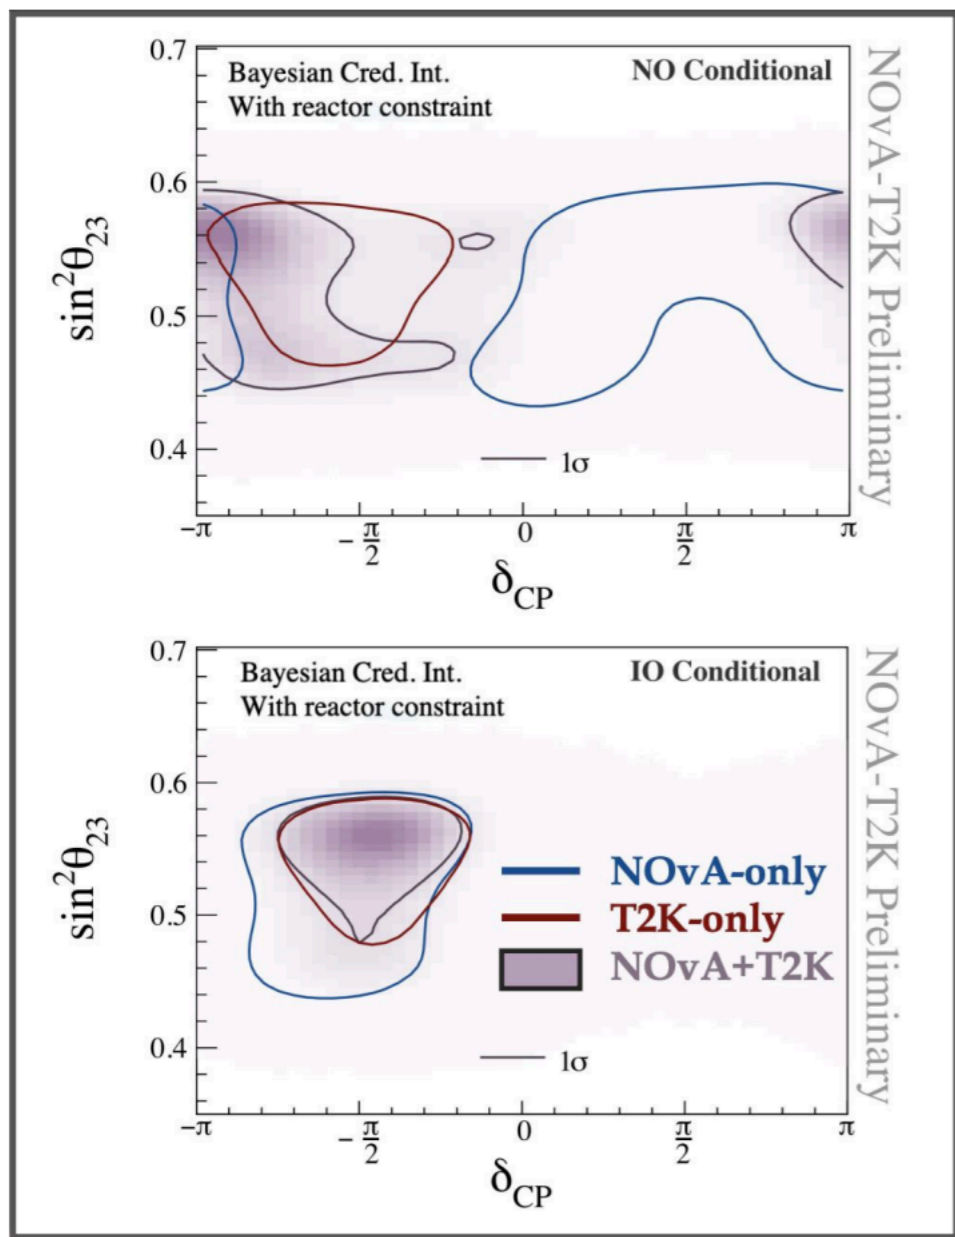 Bayesian Cred. Int.
With reactor constraint
NO Conditional
NOvA-T2K Preliminary
0.7
0.6
0.5
0.4
sin²θ₂₃
1σ
−π
− π/2
0
π/2
π
δCP
Bayesian Cred. Int.
With reactor constraint
IO Conditional
NOvA-T2K Preliminary
0.7
0.6
0.5
0.4
sin²θ₂₃
NOvA-only
T2K-only
NOvA+T2K
1σ
−π
− π/2
0
π/2
π
δCP